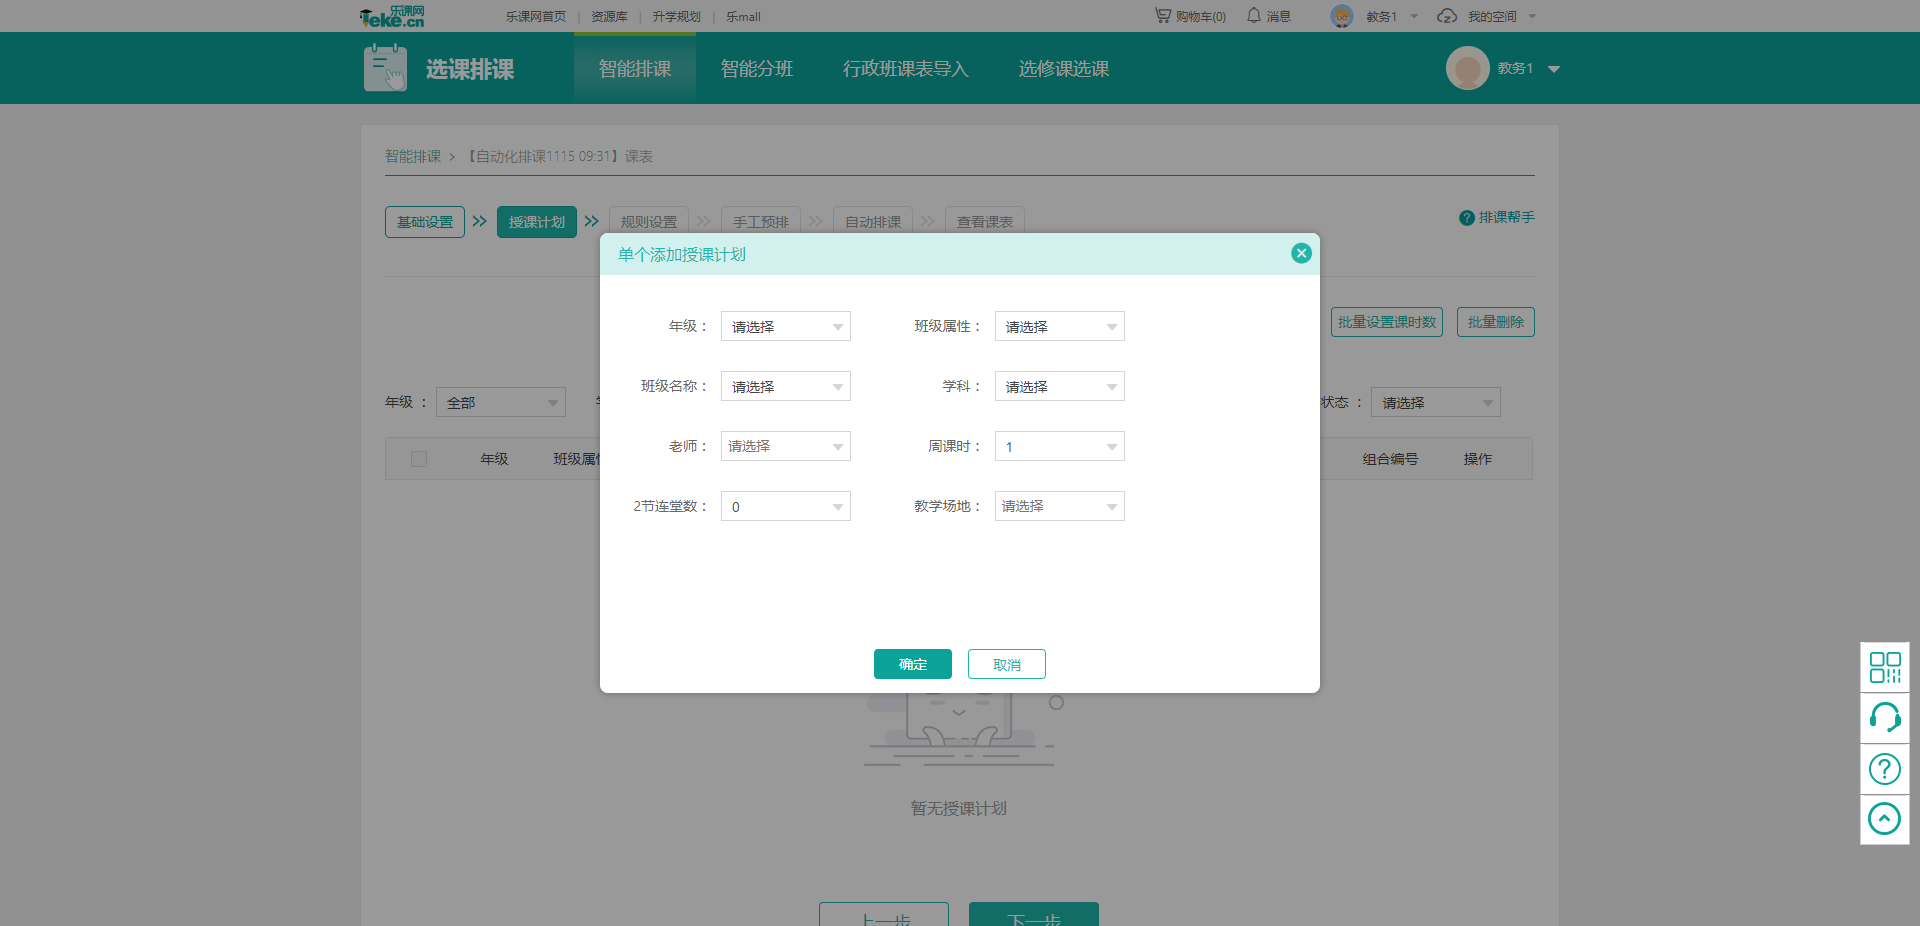 乐课网
leke.cn
乐课网首页 | 资源库 | 升学规划 | 乐mall
购物车(0) 消息 教务1 我的空间
选课排课 智能排课 智能分班 行政班课表导入 选修课选课 教务1
智能排课 > 【自动化排课1115 09:31】课表
基础设置 授课计划 规则设置 手工预排 自动排课 查看课表 排课帮手
单个添加授课计划
年级： 请选择 班级属性： 请选择
批量设置课时数 批量删除
班级名称： 请选择 学科： 请选择
年级： 全部 状态： 请选择
老师： 请选择 周课时： 1
年级 班级属 组合编号 操作
2节连堂数： 0 教学场地： 请选择
确定 取消
暂无授课计划
上一步 下一步